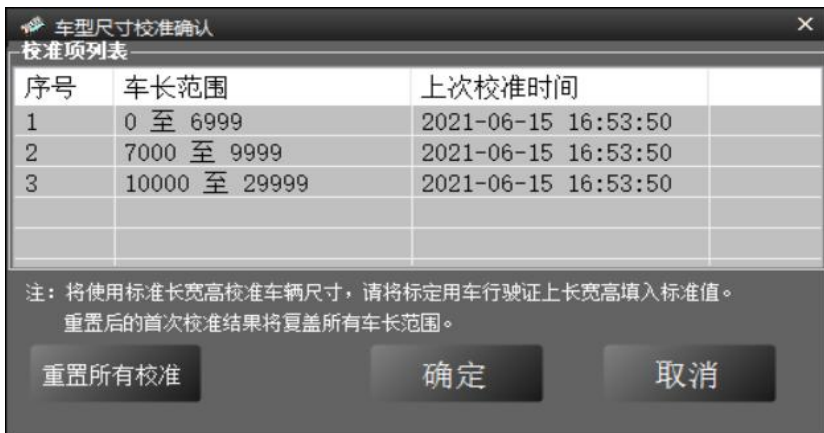 车型尺寸校准确认
校准项列表
序号 车长范围 上次校准时间
1 0 至 6999 2021-06-15 16:53:50
2 7000 至 9999 2021-06-15 16:53:50
3 10000 至 29999 2021-06-15 16:53:50
注：将使用标准长宽高校准车辆尺寸，请将标定用车行驶证上长宽高填入标准值。
重置后的首次校准结果将复盖所有车长范围。
重置所有校准 确定 取消